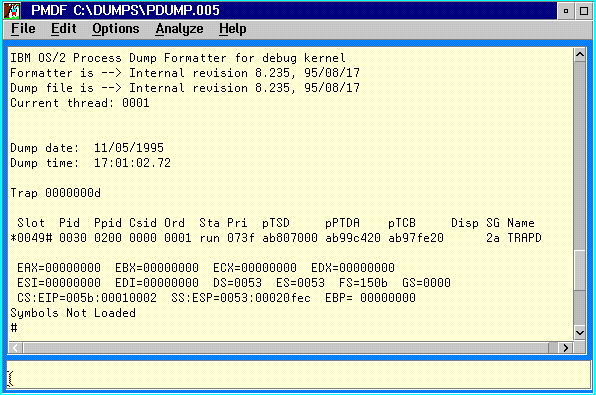 PMDF C:\DUMPS\PDUMP.005
File Edit Options Analyze Help
IBM OS/2 Process Dump Formatter for debug kernel
Formatter is --> Internal revision 8.235, 95/08/17
Dump file is --> Internal revision 8.235, 95/08/17
Current thread: 0001
Dump date:  11/05/1995
Dump time:  17:01:02.72
Trap 0000000d
 Slot  Pid  Ppid Csid Ord  Sta Pri  pTSD     pPTDA    pTCB     Disp SG Name
*0049# 0030 0200 0000 0001 run 073f ab807000 ab99c420 ab97fe20      2a TRAPD
 EAX=00000000  EBX=00000000  ECX=00000000  EDX=00000000
 ESI=00000000  EDI=00000000  DS=0053  ES=0053  FS=150b  GS=0000
 CS:EIP=005b:00010002  SS:ESP=0053:00020fec  EBP= 00000000
Symbols Not Loaded
#